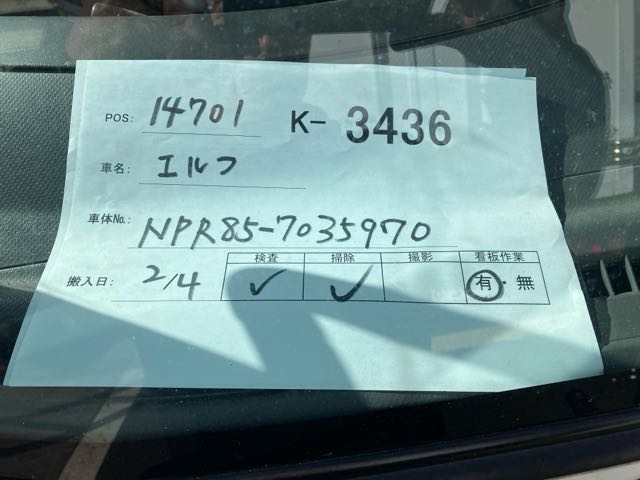 POS: 14701 K-3436
車名: エルフ
車体No.: NPR85-7035970
検査 掃除 撮影 看板作業
搬入日: 2/4 ✓ ✓ 有・無